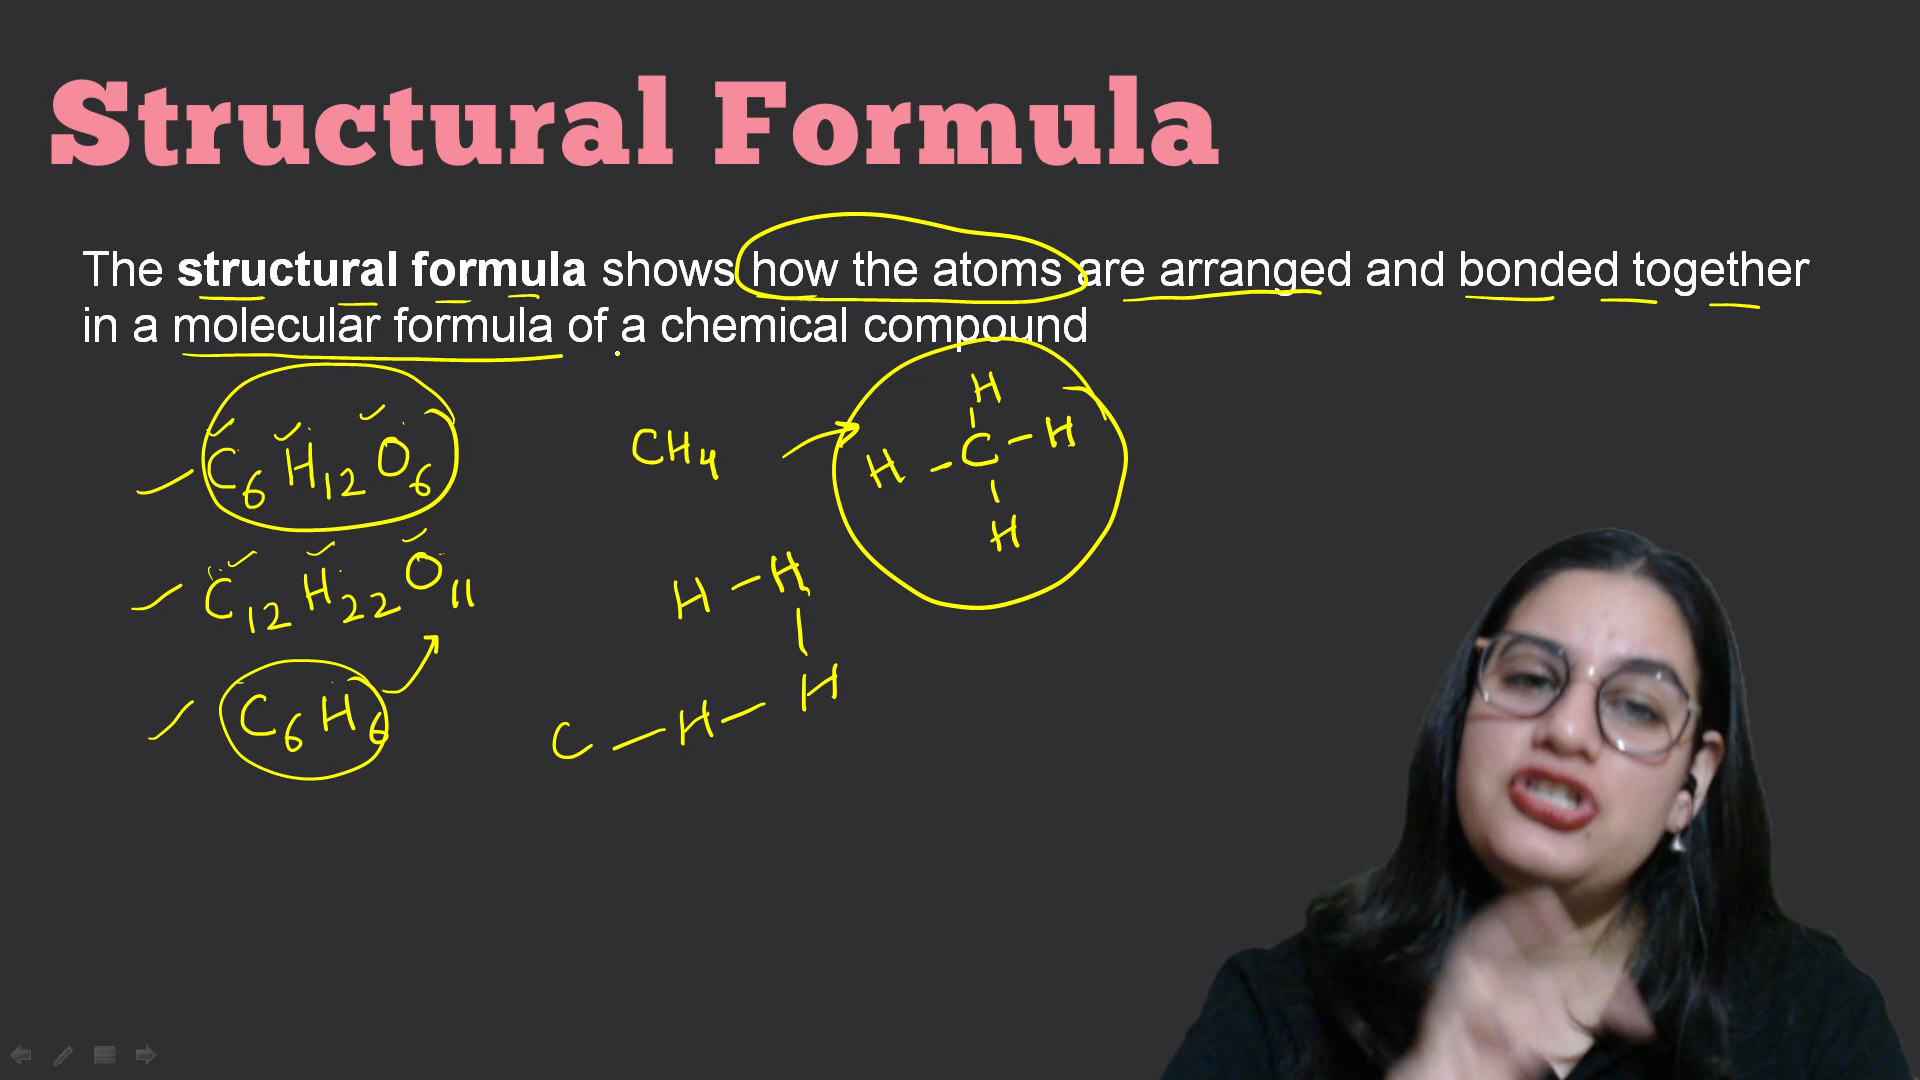 Structural Formula
The structural formula shows how the atoms are arranged and bonded together
in a molecular formula of a chemical compound
C6H12O6
C12H22O11
C6H6
CH4
H
H - C - H
H
H - H
H
C - H -